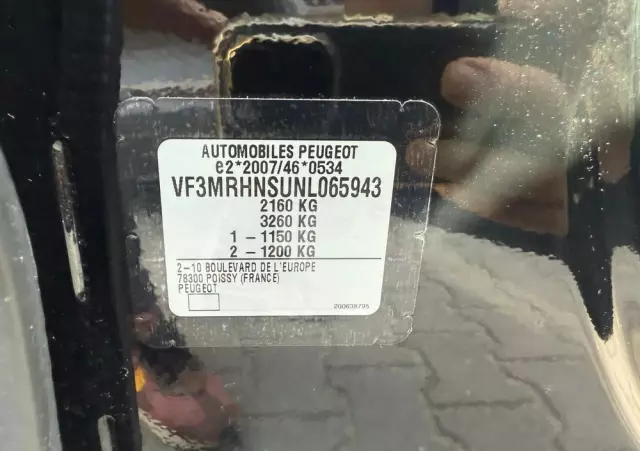 AUTOMOBILES PEUGEOT
e2*2007/46*0534
VF3MRHNSUNL065943
2160 KG
3260 KG
1 - 1150 KG
2 - 1200 KG
2-10 BOULEVARD DE L'EUROPE
78300 POISSY (FRANCE)
PEUGEOT